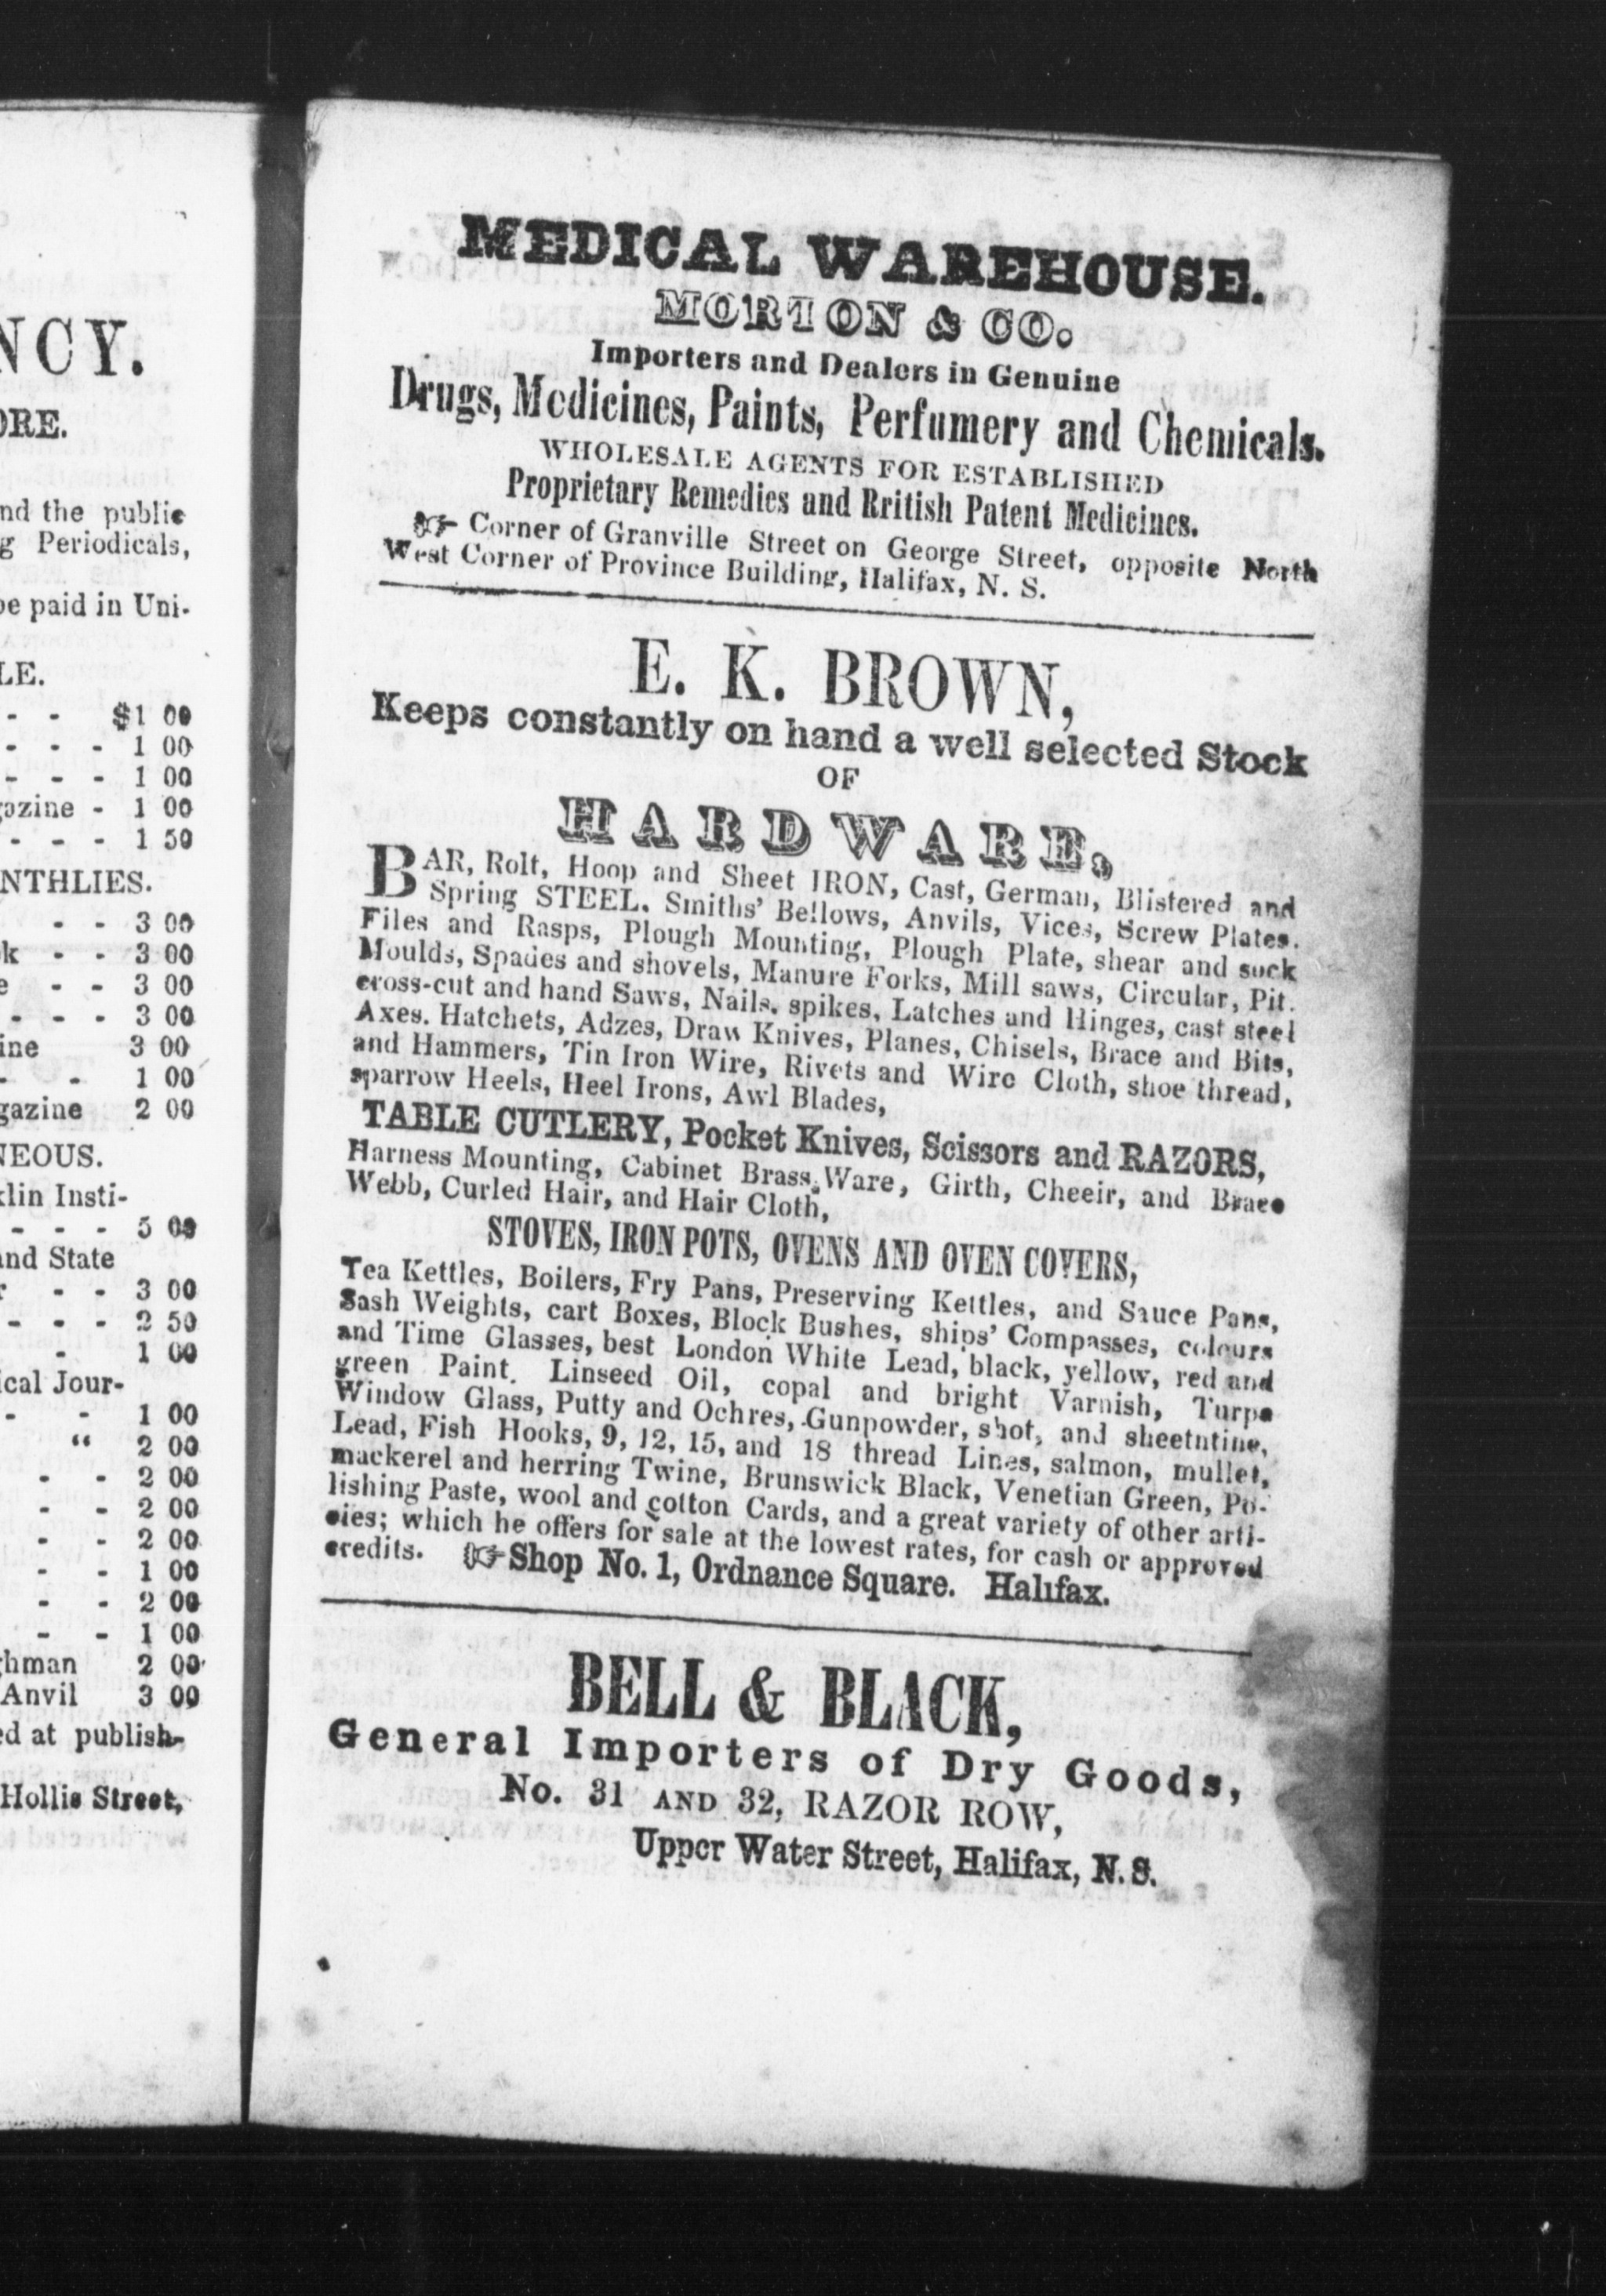 NCY.
ORE.
nd the public
g Periodicals,
be paid in Uni-
LE.
- - $1 00
- - - 1 00
- - - 1 00
gazine - 1 00
- - - 1 50
NTHLIES.
- - 3 00
k - - 3 00
e - - 3 00
- - - 3 00
ine 3 00
- - 1 00
gazine 2 00
NEOUS.
klin Insti-
- - - 5 00
and State
r - - 3 00
- - - 2 50
- 1 00
ical Jour-
- - 1 00
" 2 00
- - 2 00
- - 2 00
- - 2 00
- - 1 00
- - 2 00
- - 1 00
ghman 2 00
Anvil 3 00
ed at publish-
Hollis Street,
MEDICAL WAREHOUSE.
MORTON & CO.
Importers and Dealers in Genuine
Drugs, Medicines, Paints, Perfumery and Chemicals.
WHOLESALE AGENTS FOR ESTABLISHED
Proprietary Remedies and Rritish Patent Medicines.
☞ Corner of Granville Street on George Street, opposite North
West Corner of Province Building, Halifax, N. S.
E. K. BROWN,
Keeps constantly on hand a well selected Stock
OF
HARDWARE,
BAR, Rolt, Hoop and Sheet IRON, Cast, German, Blistered and
Spring STEEL. Smiths' Bellows, Anvils, Vices, Screw Plates.
Files and Rasps, Plough Mounting, Plough Plate, shear and sock
Moulds, Spades and shovels, Manure Forks, Mill saws, Circular, Pit.
cross-cut and hand Saws, Nails, spikes, Latches and Hinges, cast steel
Axes. Hatchets, Adzes, Draw Knives, Planes, Chisels, Brace and Bits,
and Hammers, Tin Iron Wire, Rivets and Wire Cloth, shoe thread,
sparrow Heels, Heel Irons, Awl Blades,
TABLE CUTLERY, Pocket Knives, Scissors and RAZORS,
Harness Mounting, Cabinet Brass Ware, Girth, Cheeir, and Brace
Webb, Curled Hair, and Hair Cloth,
STOVES, IRON POTS, OVENS AND OVEN COVERS,
Tea Kettles, Boilers, Fry Pans, Preserving Kettles, and Sauce Pans,
Sash Weights, cart Boxes, Block Bushes, ships' Compasses, colours
and Time Glasses, best London White Lead, black, yellow, red and
green Paint. Linseed Oil, copal and bright Varnish, Turpe
Window Glass, Putty and Ochres, Gunpowder, shot, and sheetntine,
Lead, Fish Hooks, 9, 12, 15, and 18 thread Lines, salmon, mullet,
mackerel and herring Twine, Brunswick Black, Venetian Green, Po-
lishing Paste, wool and cotton Cards, and a great variety of other arti-
cies; which he offers for sale at the lowest rates, for cash or approved
credits. ☞ Shop No. 1, Ordnance Square. Halifax.
BELL & BLACK,
General Importers of Dry Goods,
No. 31 AND 32, RAZOR ROW,
Upper Water Street, Halifax, N. S.